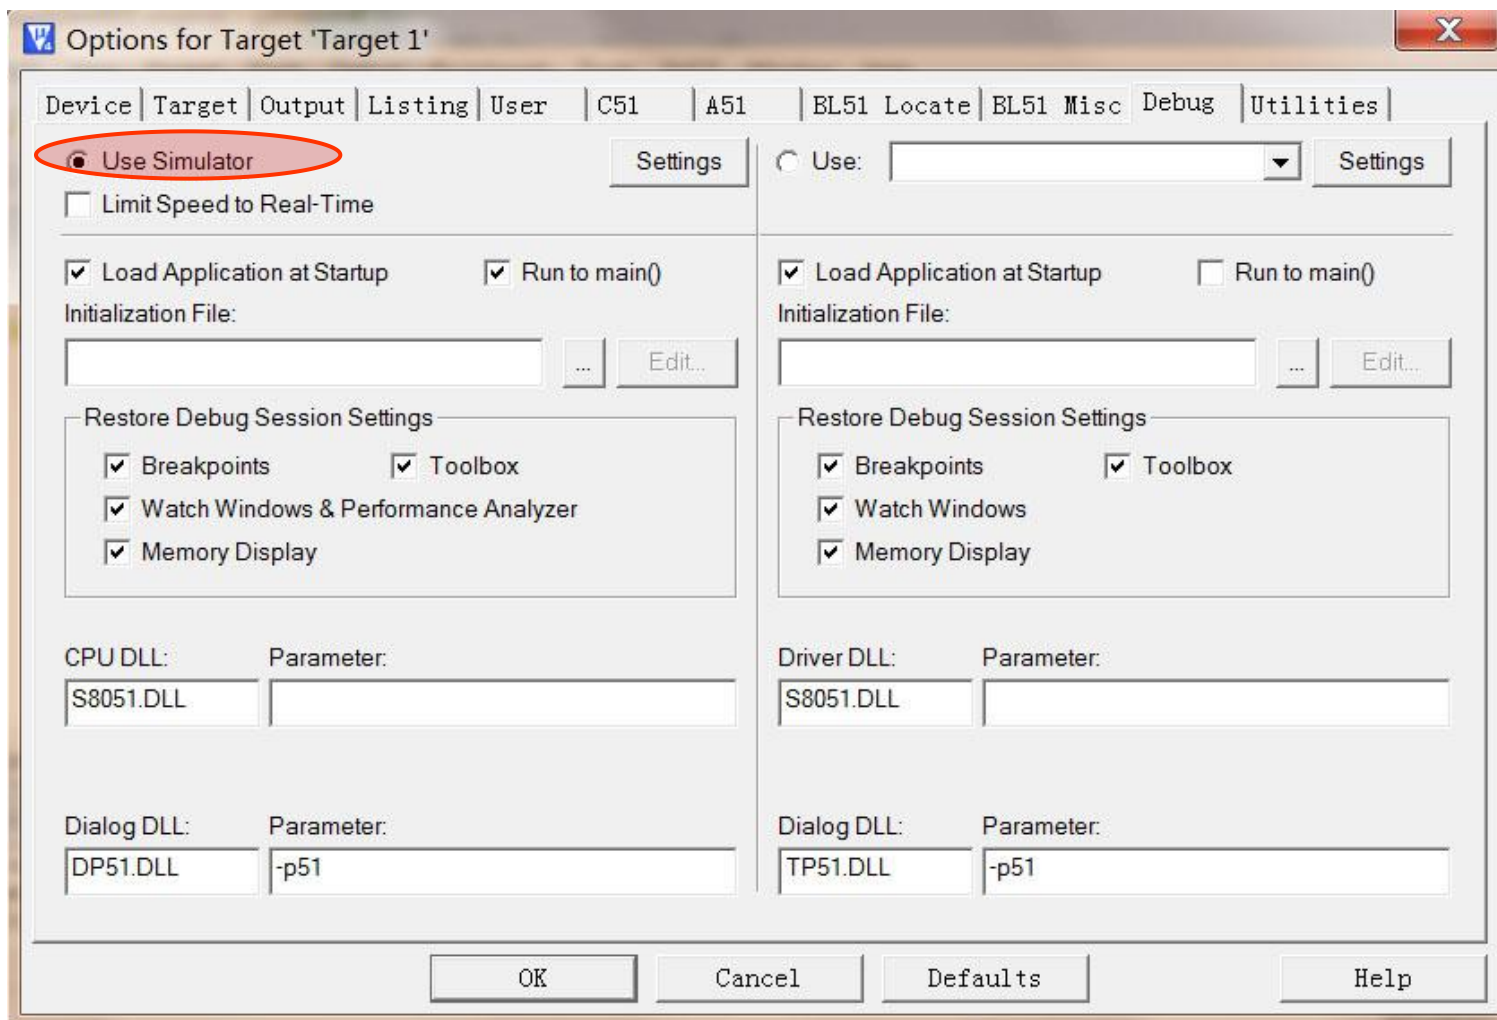 Options for Target 'Target 1'
Device Target Output Listing User C51 A51 BL51 Locate BL51 Misc Debug Utilities
Use Simulator Settings Use: Settings
Limit Speed to Real-Time
Load Application at Startup Run to main() Load Application at Startup Run to main()
Initialization File: Initialization File:
... Edit... ... Edit...
Restore Debug Session Settings Restore Debug Session Settings
Breakpoints Toolbox Breakpoints Toolbox
Watch Windows & Performance Analyzer Watch Windows
Memory Display Memory Display
CPU DLL: Parameter: Driver DLL: Parameter:
S8051.DLL S8051.DLL
Dialog DLL: Parameter: Dialog DLL: Parameter:
DP51.DLL -p51 TP51.DLL -p51
OK Cancel Defaults Help